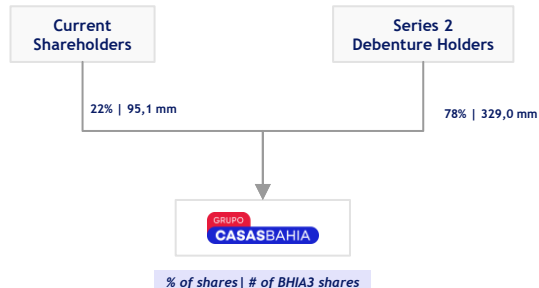 Current
Shareholders
Series 2
Debenture Holders
22% | 95,1 mm
78% | 329,0 mm
GRUPO
CASASBAHIA
% of shares| # of BHIA3 shares